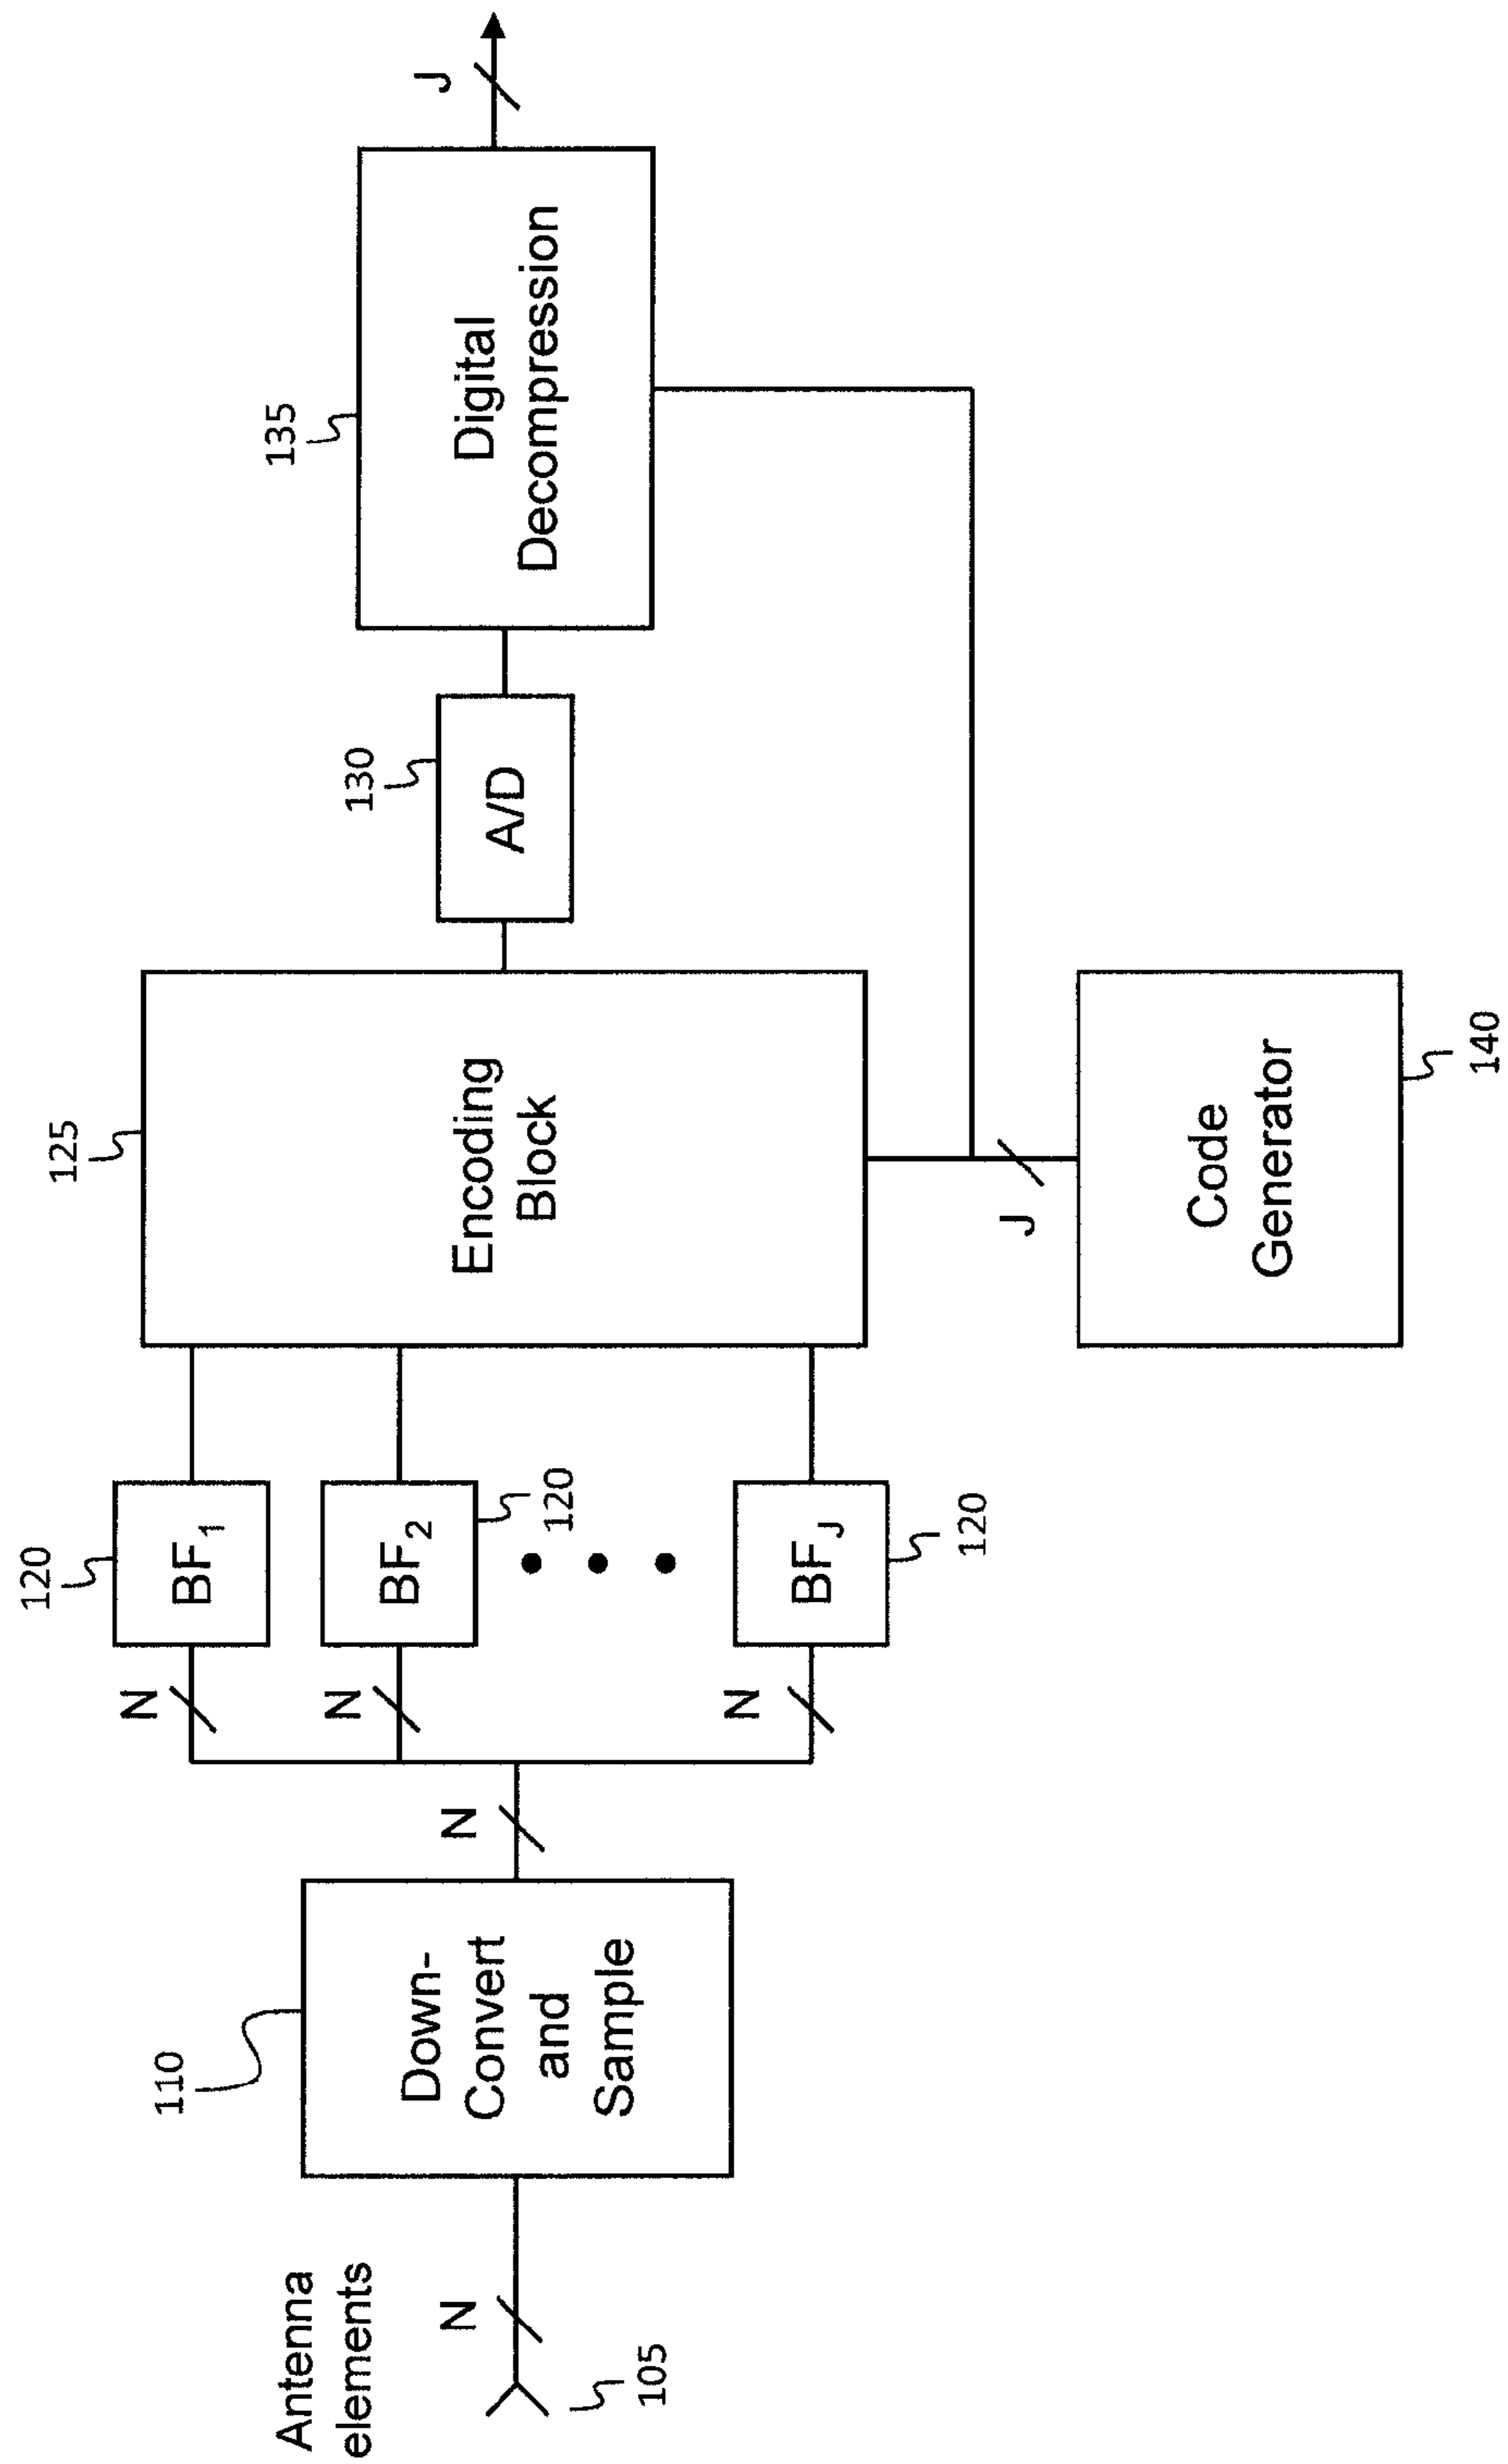 Antenna
elements
N
105
110
Down-
Convert
and
Sample
N
N
N
N
120
BF1
BF2
120
BFJ
120
125
Encoding
Block
J
Code
Generator
140
130
A/D
135
Digital
Decompression
J